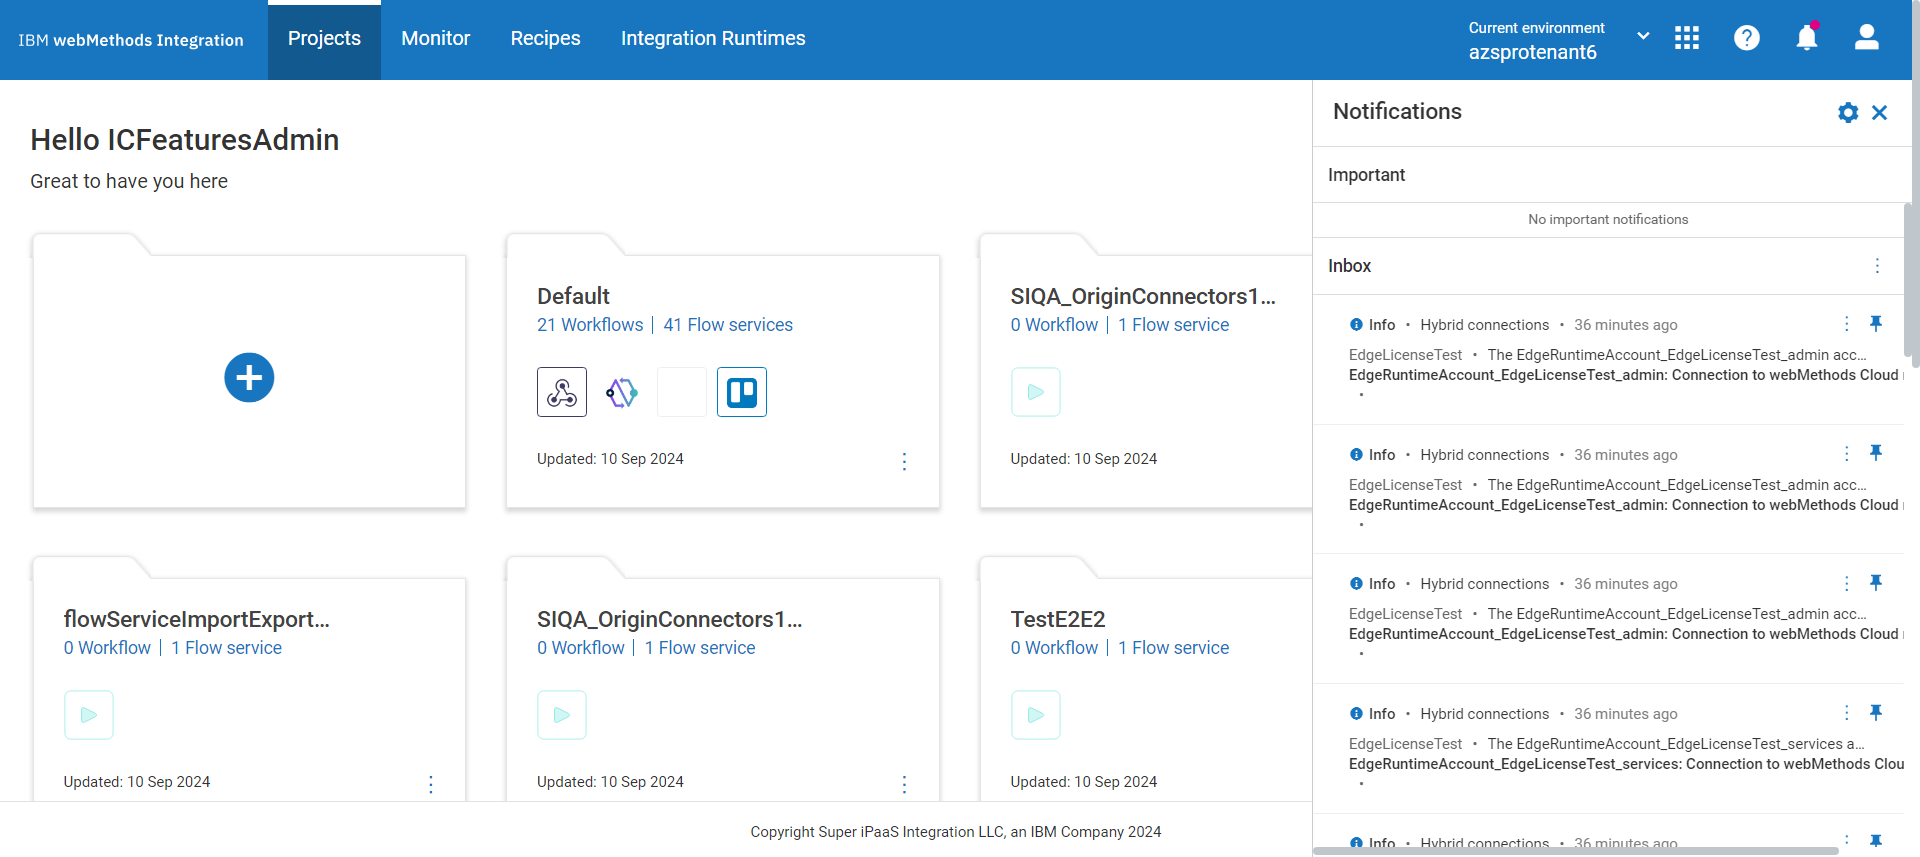 IBM webMethods Integration
Projects
Monitor
Recipes
Integration Runtimes
Current environment
azsprotenant6
Hello ICFeaturesAdmin
Great to have you here
Default
21 Workflows | 41 Flow services
Updated: 10 Sep 2024
SIQA_OriginConnectors1...
0 Workflow | 1 Flow service
Updated: 10 Sep 2024
flowServiceImportExport...
0 Workflow | 1 Flow service
Updated: 10 Sep 2024
SIQA_OriginConnectors1...
0 Workflow | 1 Flow service
Updated: 10 Sep 2024
TestE2E2
0 Workflow | 1 Flow service
Updated: 10 Sep 2024
Notifications
Important
No important notifications
Inbox
Info • Hybrid connections • 36 minutes ago
EdgeLicenseTest • The EdgeRuntimeAccount_EdgeLicenseTest_admin acc...
EdgeRuntimeAccount_EdgeLicenseTest_admin: Connection to webMethods Cloud
•
Info • Hybrid connections • 36 minutes ago
EdgeLicenseTest • The EdgeRuntimeAccount_EdgeLicenseTest_admin acc...
EdgeRuntimeAccount_EdgeLicenseTest_admin: Connection to webMethods Cloud
•
Info • Hybrid connections • 36 minutes ago
EdgeLicenseTest • The EdgeRuntimeAccount_EdgeLicenseTest_admin acc...
EdgeRuntimeAccount_EdgeLicenseTest_admin: Connection to webMethods Cloud
•
Info • Hybrid connections • 36 minutes ago
EdgeLicenseTest • The EdgeRuntimeAccount_EdgeLicenseTest_services a...
EdgeRuntimeAccount_EdgeLicenseTest_services: Connection to webMethods Clou
•
Info • Hybrid connections • 36 minutes ago
Copyright Super iPaaS Integration LLC, an IBM Company 2024